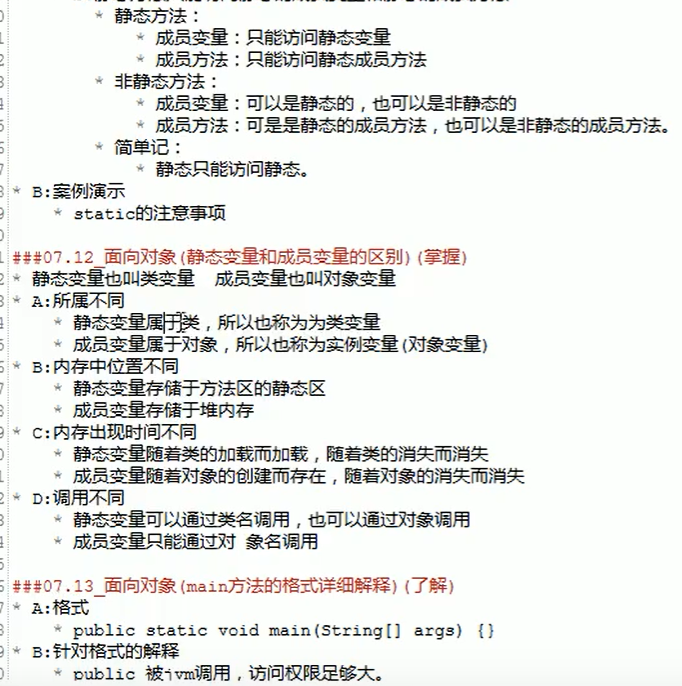 * 静态方法：
* 成员变量：只能访问静态变量
* 成员方法：只能访问静态成员方法
* 非静态方法：
* 成员变量：可以是静态的，也可以是非静态的
* 成员方法：可是是静态的成员方法，也可以是非静态的成员方法。
* 简单记：
* 静态只能访问静态。
* B:案例演示
* static的注意事项
###07.12_面向对象(静态变量和成员变量的区别)(掌握)
* 静态变量也叫类变量  成员变量也叫对象变量
* A:所属不同
* 静态变量属于类，所以也称为为类变量
* 成员变量属于对象，所以也称为实例变量(对象变量)
* B:内存中位置不同
* 静态变量存储于方法区的静态区
* 成员变量存储于堆内存
* C:内存出现时间不同
* 静态变量随着类的加载而加载，随着类的消失而消失
* 成员变量随着对象的创建而存在，随着对象的消失而消失
* D:调用不同
* 静态变量可以通过类名调用，也可以通过对象调用
* 成员变量只能通过对 象名调用
###07.13_面向对象(main方法的格式详细解释)(了解)
* A:格式
* public static void main(String[] args) {}
* B:针对格式的解释
* public 被jvm调用，访问权限足够大。